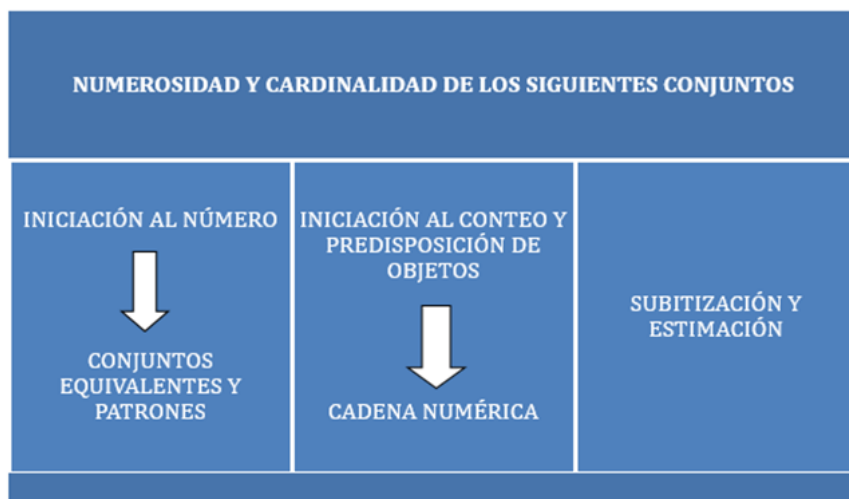 NUMEROSIDAD Y CARDINALIDAD DE LOS SIGUIENTES CONJUNTOS
INICIACIÓN AL NÚMERO
CONJUNTOS
EQUIVALENTES Y
PATRONES
INICIACIÓN AL CONTEO Y
PREDISPOSICIÓN DE
OBJETOS
CADENA NUMÉRICA
SUBITIZACIÓN Y
ESTIMACIÓN